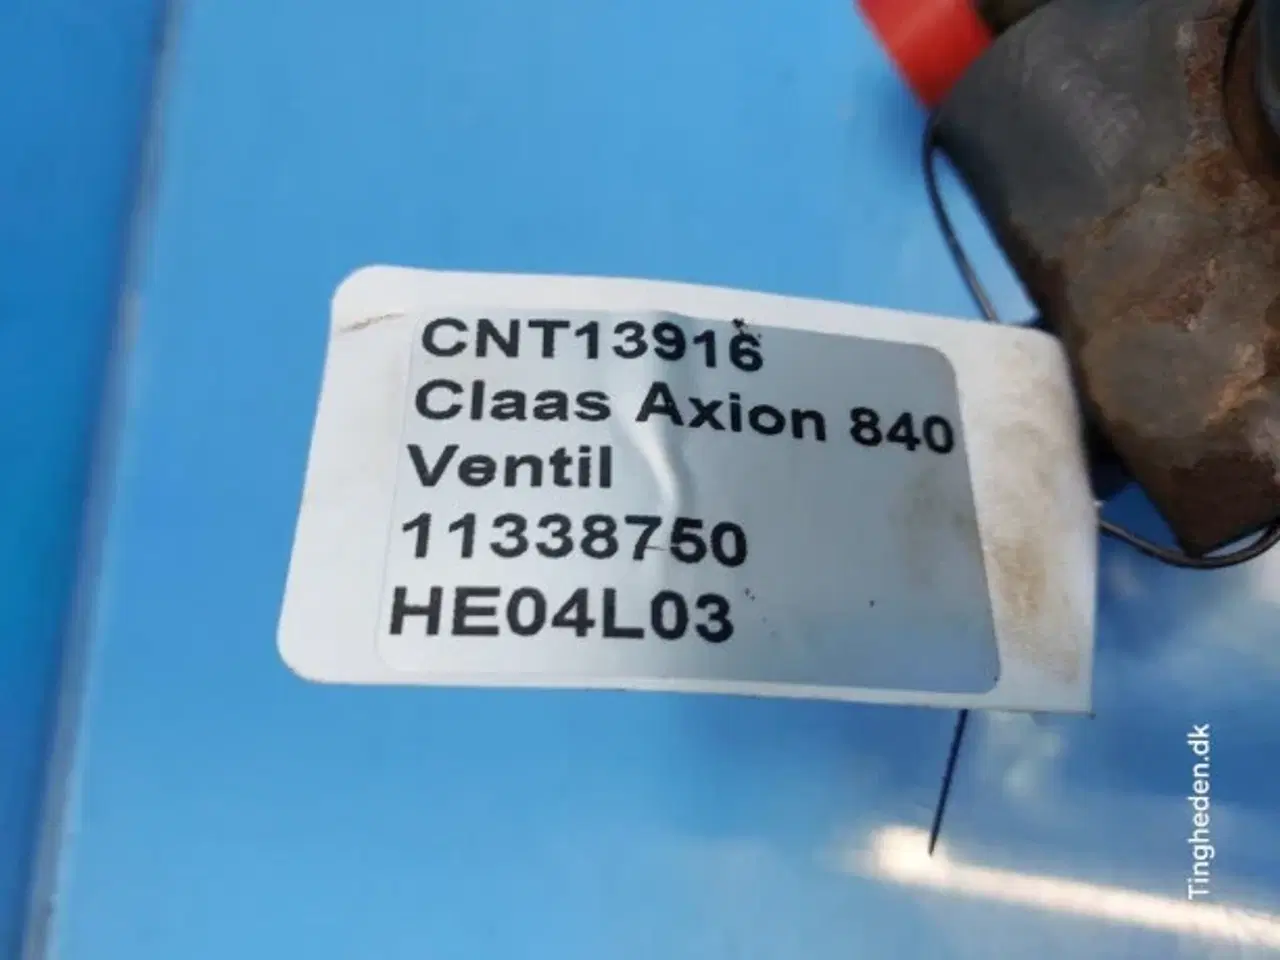 CNT13916
Claas Axion 840
Ventil
11338750
HE04L03
Tingheden.dk